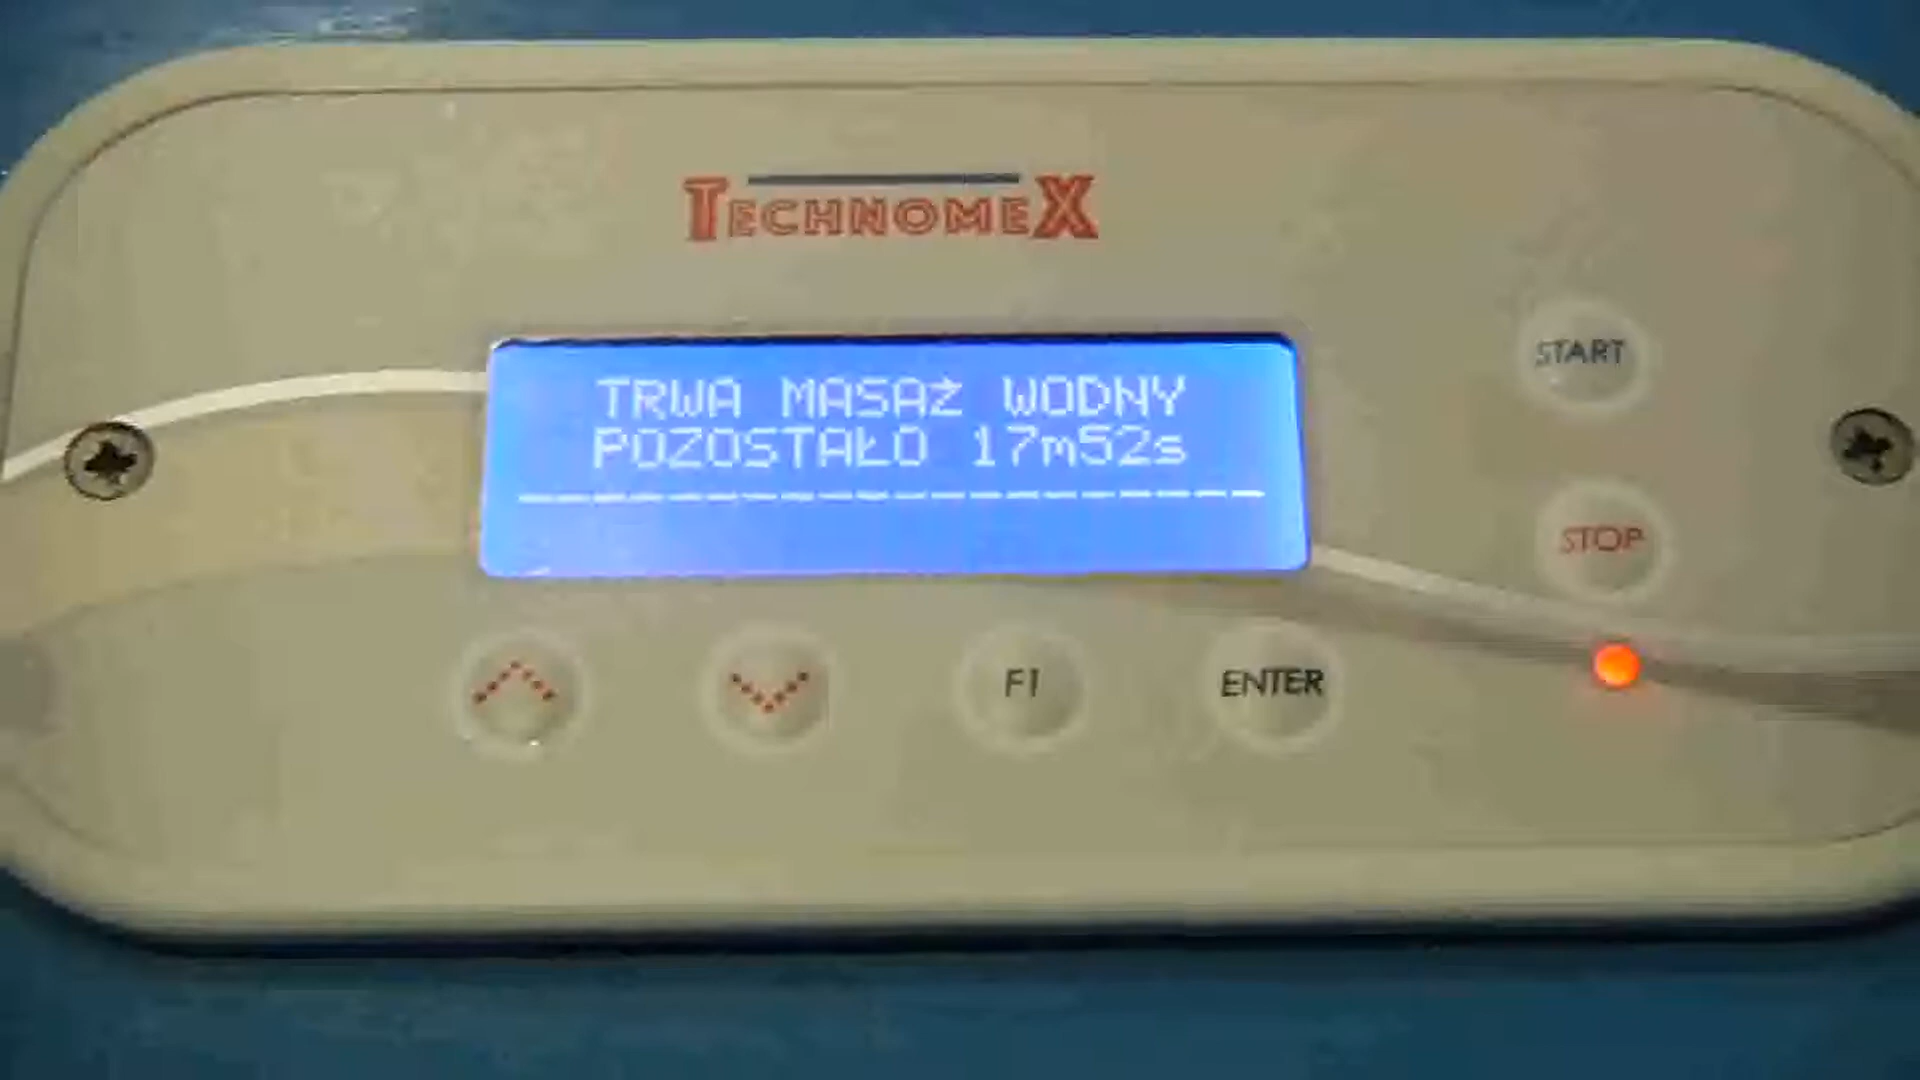 TECHNOMEX
TRWA MASAŻ WODNY
POZOSTAŁO 17m52s
START
STOP
F1
ENTER